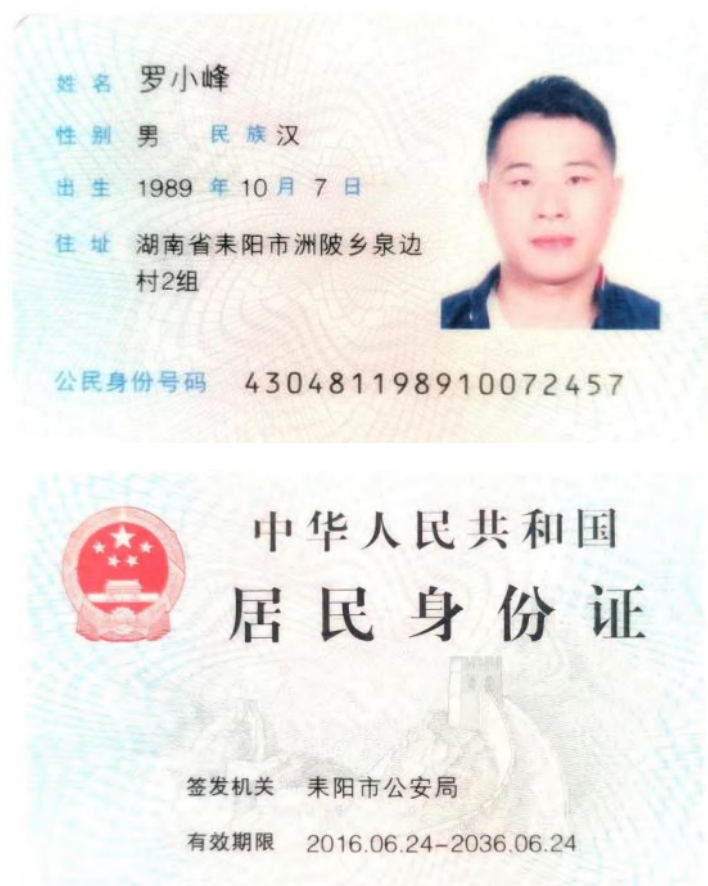 姓名 罗小峰
性别 男 民族 汉
出生 1989 年 10 月 7 日
住址 湖南省耒阳市洲陂乡泉边
村2组
公民身份号码 430481198910072457
中华人民共和国
居民身份证
签发机关 耒阳市公安局
有效期限 2016.06.24-2036.06.24